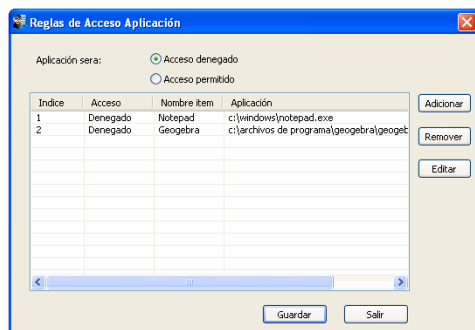 Reglas de Acceso Aplicación
Aplicación sera:
Acceso denegado
Acceso permitido
Indice Acceso Nombre item Aplicación
1 Denegado Notepad c:\windows\notepad.exe
2 Denegado Geogebra c:\archivos de programa\geogebra\geogeb
Adicionar
Remover
Editar
Guardar Salir